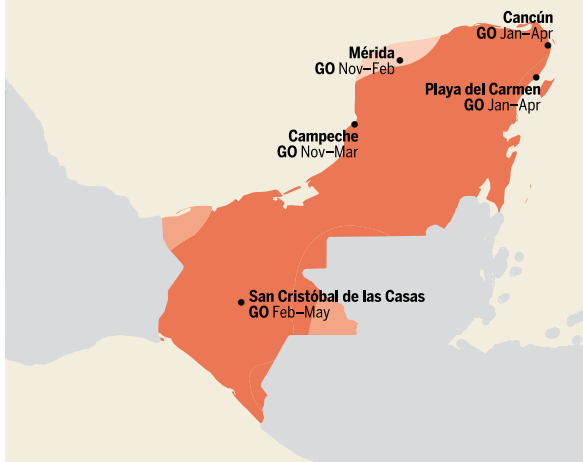 Cancún
GO Jan–Apr
Mérida
GO Nov–Feb
Playa del Carmen
GO Jan–Apr
Campeche
GO Nov–Mar
San Cristóbal de las Casas
GO Feb–May